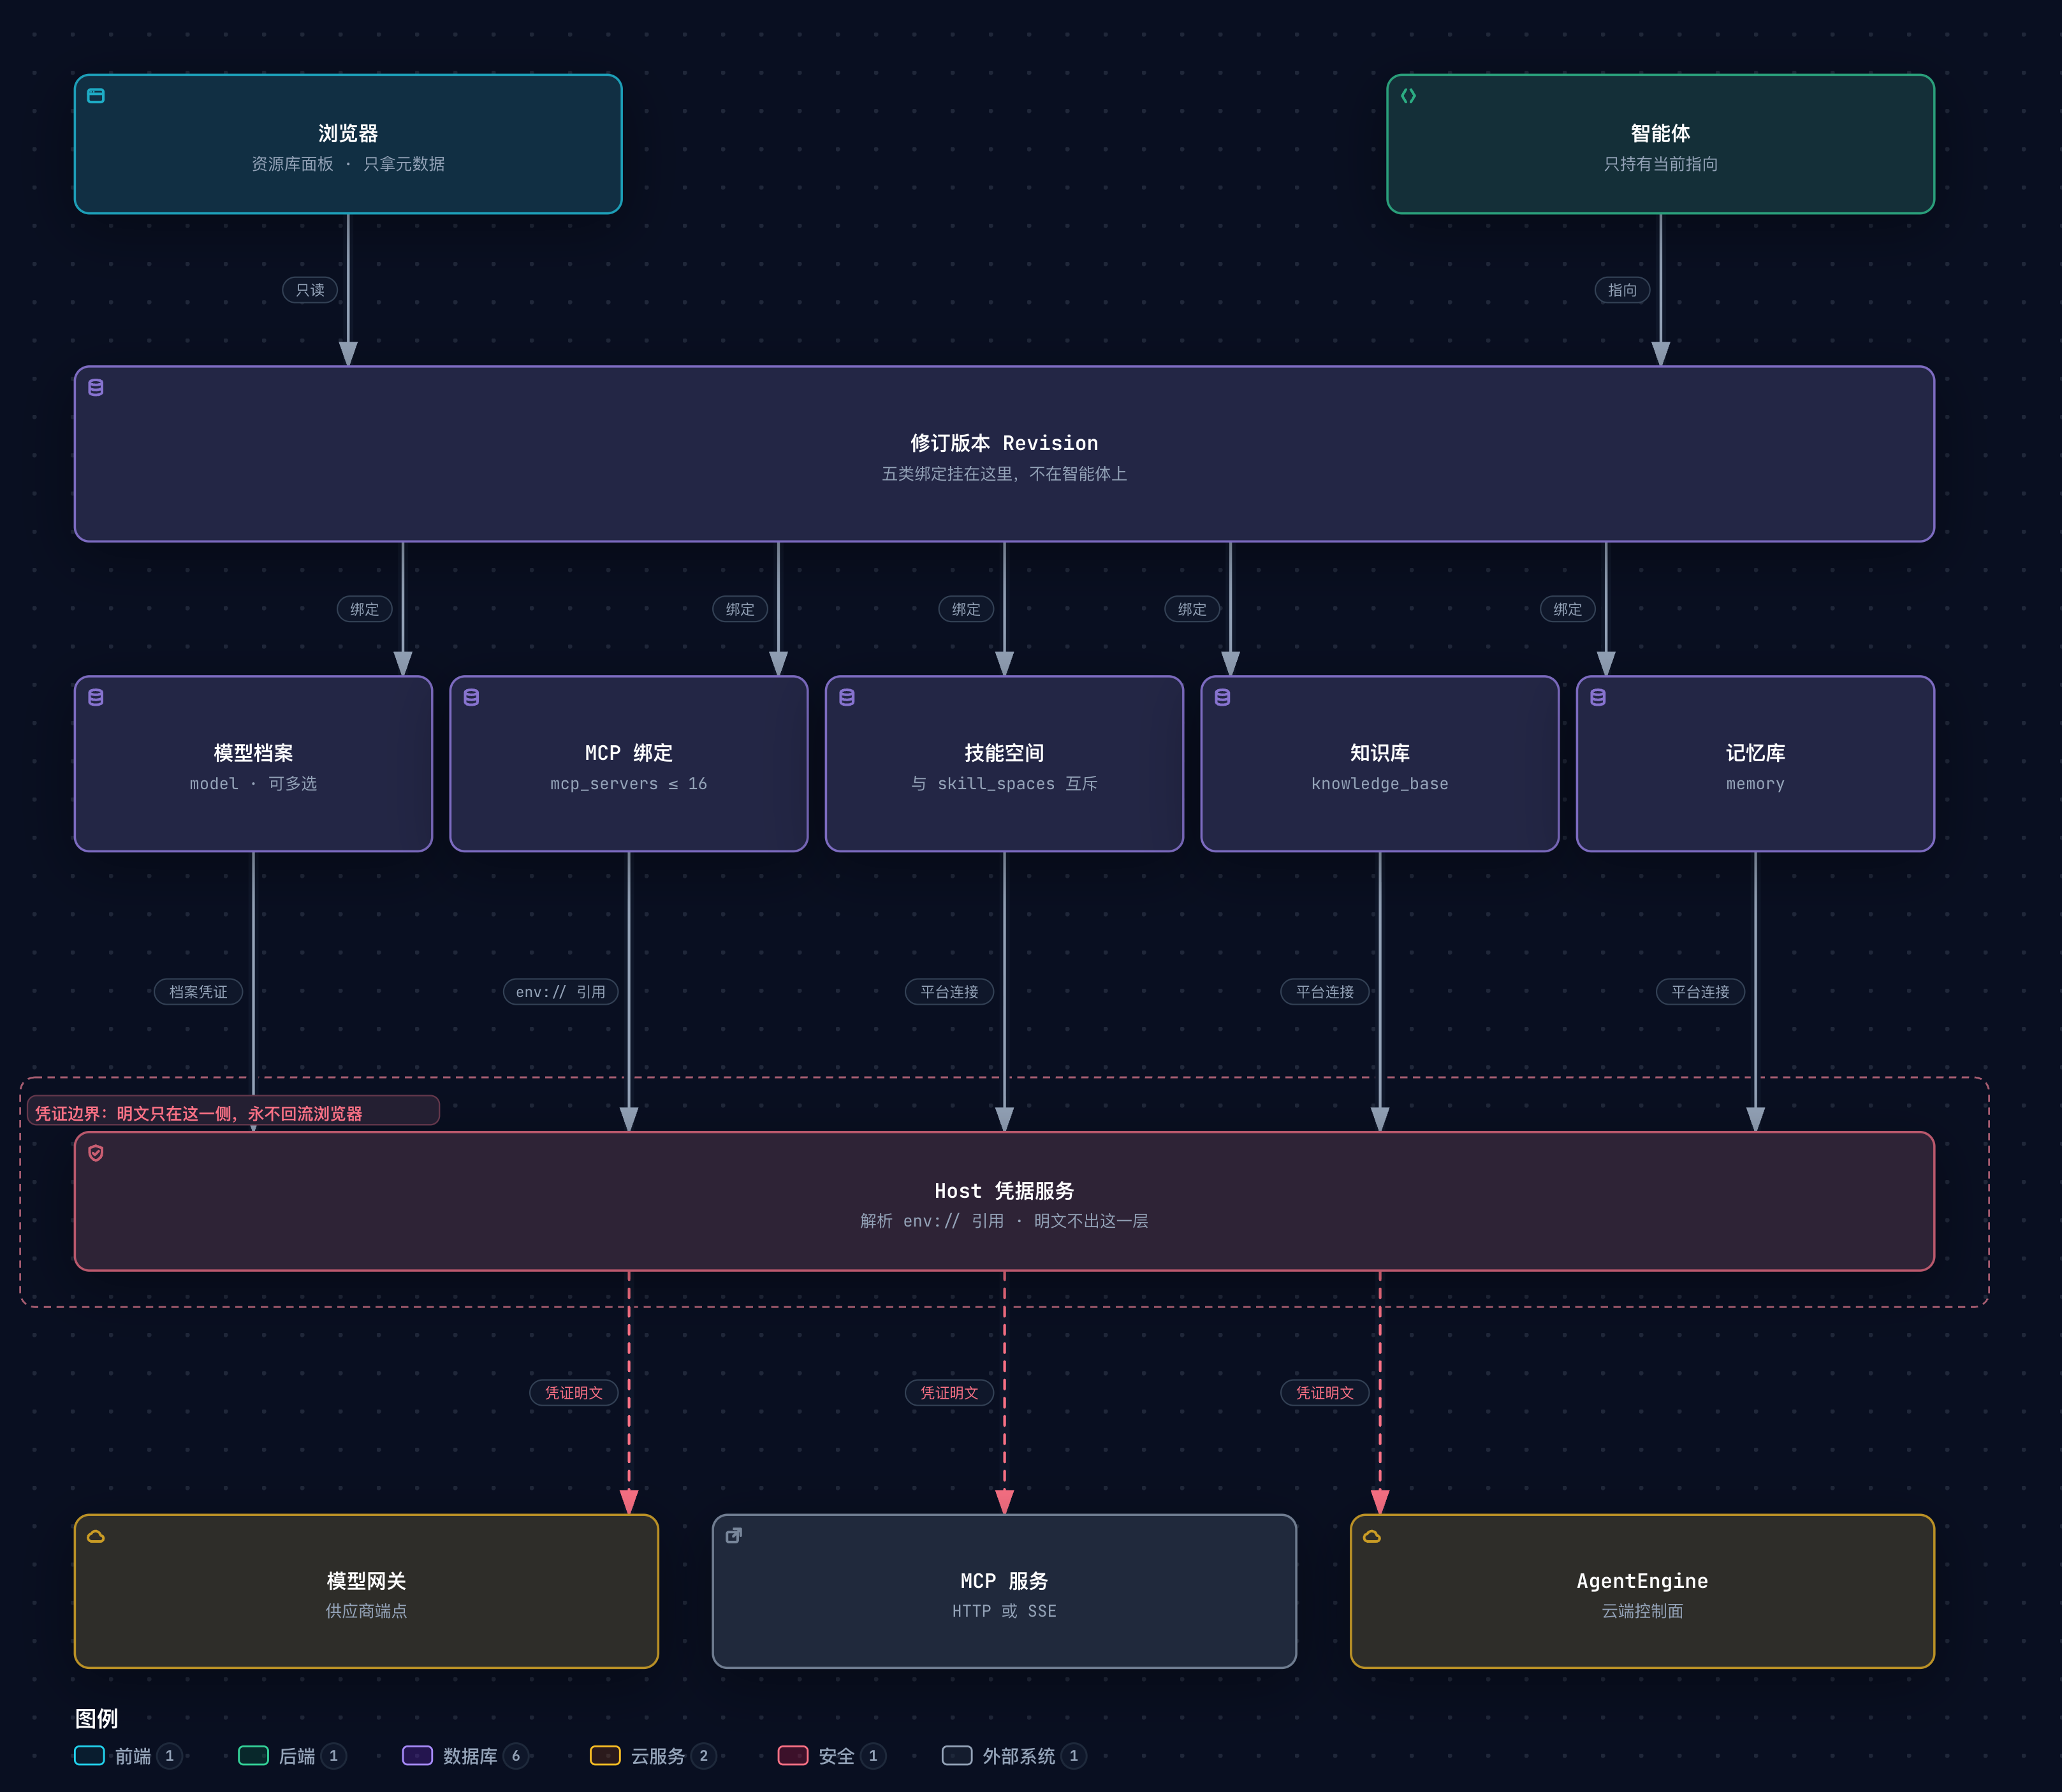 浏览器
资源库面板 · 只拿元数据
智能体
只持有当前指向
只读
指向
修订版本 Revision
五类绑定挂在这里, 不在智能体上
绑定
绑定
绑定
绑定
绑定
模型档案
model · 可多选
MCP 绑定
mcp_servers ≤ 16
技能空间
与 skill_spaces 互斥
知识库
knowledge_base
记忆库
memory
档案凭证
env:// 引用
平台连接
平台连接
平台连接
凭证边界: 明文只在这一侧, 永不回流浏览器
Host 凭据服务
解析 env:// 引用 · 明文不出这一层
凭证明文
凭证明文
凭证明文
模型网关
供应商端点
MCP 服务
HTTP 或 SSE
AgentEngine
云端控制面
图例
前端 1 后端 1 数据库 6 云服务 2 安全 1 外部系统 1